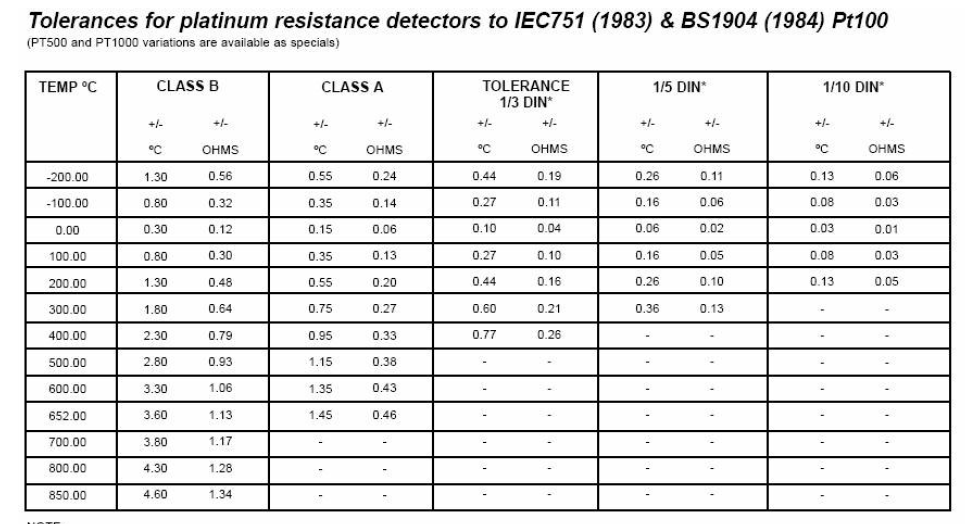 Tolerances for platinum resistance detectors to IEC751 (1983) & BS1904 (1984) Pt100
(PT500 and PT1000 variations are available as specials)
TEMP ºC CLASS B CLASS A TOLERANCE 1/5 DIN* 1/10 DIN*
1/3 DIN*
+/- +/- +/- +/- +/- +/- +/- +/- +/- +/-
ºC OHMS ºC OHMS ºC OHMS ºC OHMS ºC OHMS
-200.00 1.30 0.56 0.55 0.24 0.44 0.19 0.26 0.11 0.13 0.06
-100.00 0.80 0.32 0.35 0.14 0.27 0.11 0.16 0.06 0.08 0.03
0.00 0.30 0.12 0.15 0.06 0.10 0.04 0.06 0.02 0.03 0.01
100.00 0.80 0.30 0.35 0.13 0.27 0.10 0.16 0.05 0.08 0.03
200.00 1.30 0.48 0.55 0.20 0.44 0.16 0.26 0.10 0.13 0.05
300.00 1.80 0.64 0.75 0.27 0.60 0.21 0.36 0.13 - -
400.00 2.30 0.79 0.95 0.33 0.77 0.26 - - - -
500.00 2.80 0.93 1.15 0.38 - - - - - -
600.00 3.30 1.06 1.35 0.43 - - - - - -
652.00 3.60 1.13 1.45 0.46 - - - - - -
700.00 3.80 1.17 - - - - - - - -
800.00 4.30 1.28 - - - - - - - -
850.00 4.60 1.34 - - - - - - - -